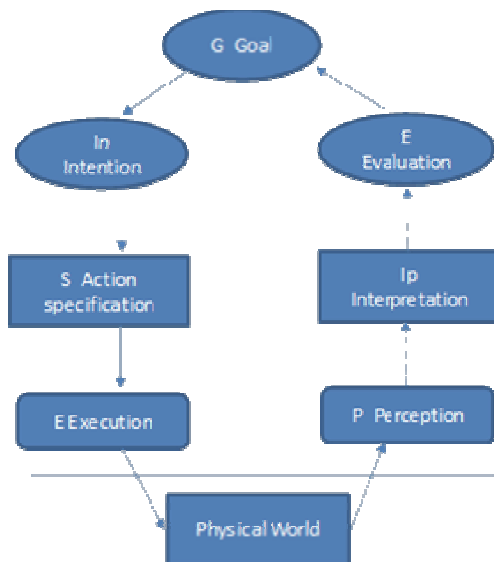 G Goal
In
Intention
E
Evaluation
S Action
specification
Ip
Interpretation
E Execution
P Perception
Physical World